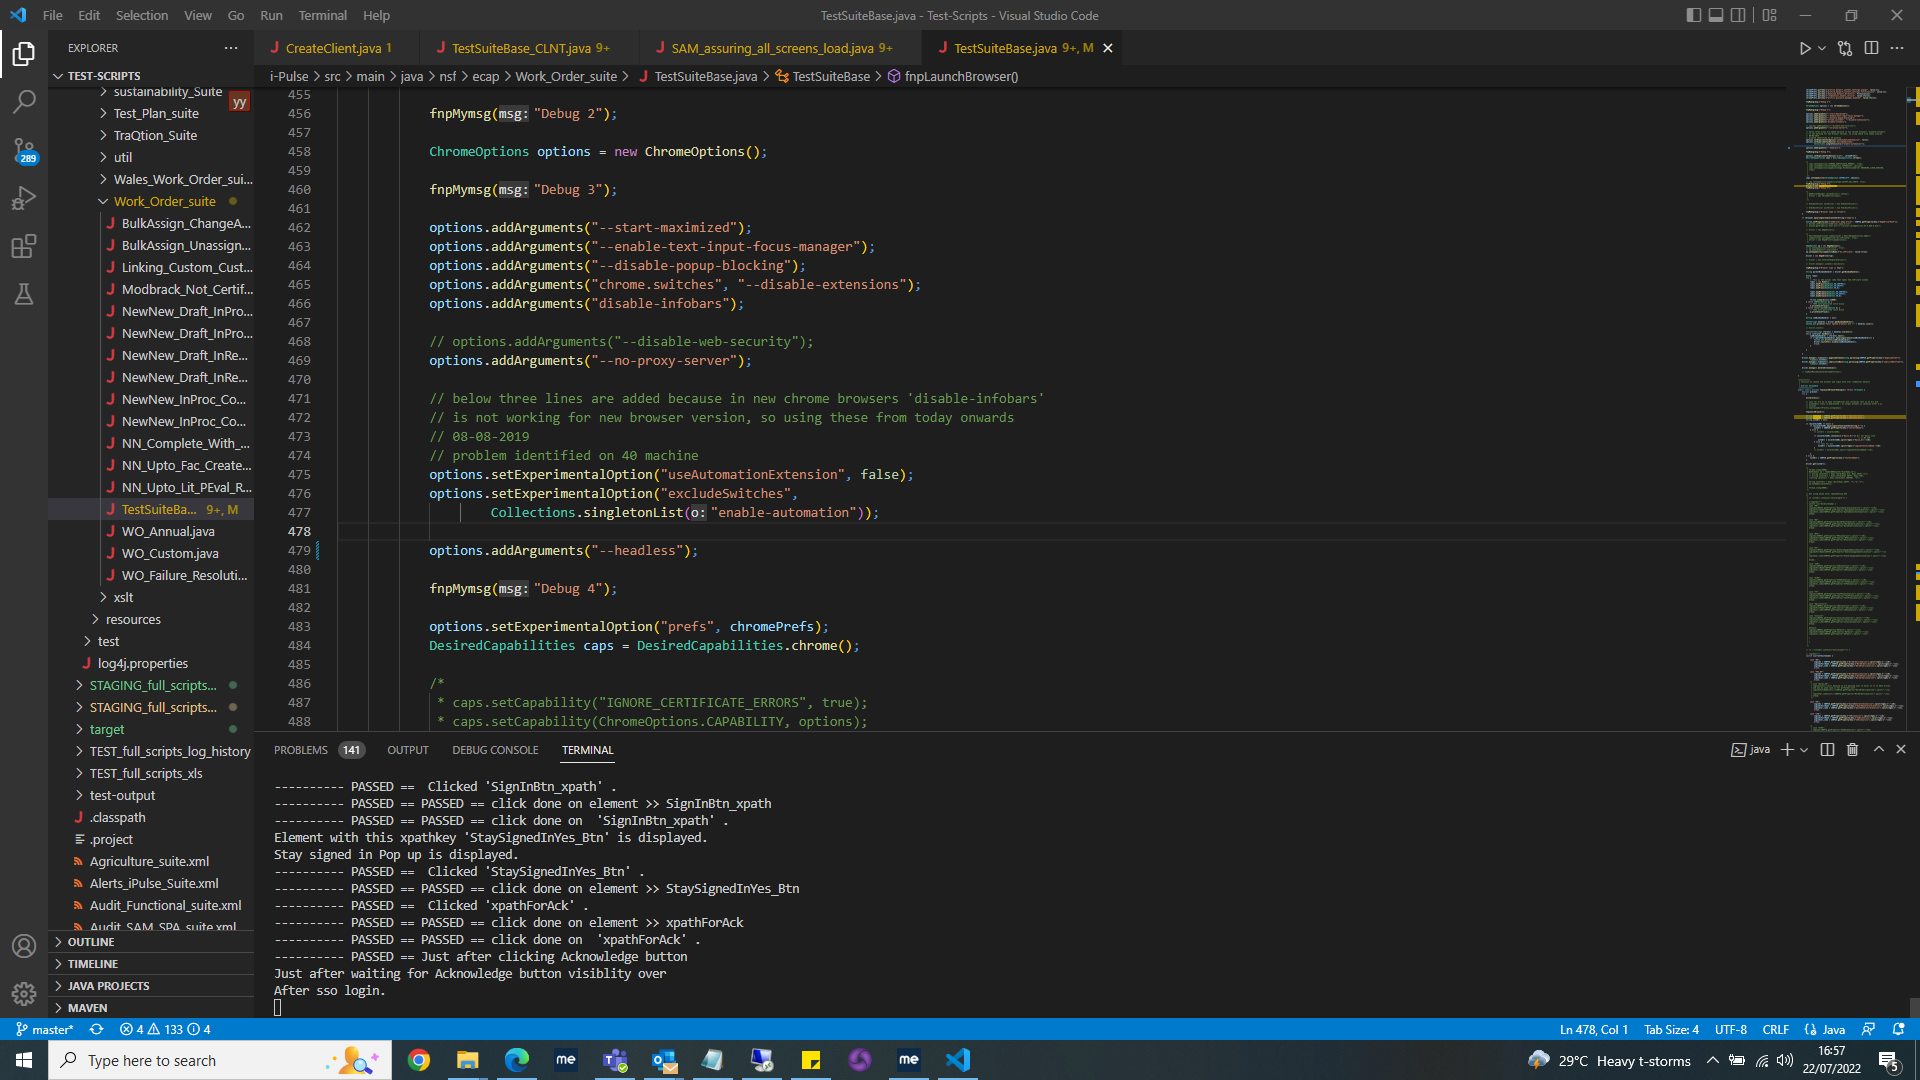 File Edit Selection View Go Run Terminal Help
TestSuiteBase.java - Test-Scripts - Visual Studio Code
EXPLORER
CreateClient.java 1
TestSuiteBase_CLNT.java 9+
SAM_assuring_all_screens_load.java 9+
TestSuiteBase.java 9+, M
i-Pulse > src > main > java > nsf > ecap > Work_Order_suite > TestSuiteBase.java > TestSuiteBase > fnpLaunchBrowser()
TEST-SCRIPTS
sustainability_Suite
yy
Test_Plan_suite
TraQtion_Suite
util
Wales_Work_Order_sui...
Work_Order_suite
BulkAssign_ChangeA...
BulkAssign_Unassign...
Linking_Custom_Cust...
Modbrack_Not_Certif...
NewNew_Draft_InPro...
NewNew_Draft_InPro...
NewNew_Draft_InRe...
NewNew_Draft_InRe...
NewNew_InProc_Co...
NewNew_InProc_Co...
NN_Complete_With_...
NN_Upto_Fac_Create...
NN_Upto_Lit_PEval_R...
TestSuiteBa... 9+, M
WO_Annual.java
WO_Custom.java
WO_Failure_Resoluti...
xslt
resources
test
log4j.properties
STAGING_full_scripts...
STAGING_full_scripts...
target
TEST_full_scripts_log_history
TEST_full_scripts_xls
test-output
.classpath
.project
Agriculture_suite.xml
Alerts_iPulse_Suite.xml
Audit_Functional_suite.xml
Audit_SAM_SPA_suite.xml
OUTLINE
TIMELINE
JAVA PROJECTS
MAVEN
289
455
456 fnpMymsg(msg: "Debug 2");
457
458 ChromeOptions options = new ChromeOptions();
459
460 fnpMymsg(msg: "Debug 3");
461
462 options.addArguments("--start-maximized");
463 options.addArguments("--enable-text-input-focus-manager");
464 options.addArguments("--disable-popup-blocking");
465 options.addArguments("chrome.switches", "--disable-extensions");
466 options.addArguments("disable-infobars");
467
468 // options.addArguments("--disable-web-security");
469 options.addArguments("--no-proxy-server");
470
471 // below three lines are added because in new chrome browsers 'disable-infobars'
472 // is not working for new browser version, so using these from today onwards
473 // 08-08-2019
474 // problem identified on 40 machine
475 options.setExperimentalOption("useAutomationExtension", false);
476 options.setExperimentalOption("excludeSwitches",
477 Collections.singletonList(o: "enable-automation"));
478
479 options.addArguments("--headless");
480
481 fnpMymsg(msg: "Debug 4");
482
483 options.setExperimentalOption("prefs", chromePrefs);
484 DesiredCapabilities caps = DesiredCapabilities.chrome();
485
486 /*
487 * caps.setCapability("IGNORE_CERTIFICATE_ERRORS", true);
488 * caps.setCapability(ChromeOptions.CAPABILITY, options);
PROBLEMS 141 OUTPUT DEBUG CONSOLE TERMINAL
java
---------- PASSED ==  Clicked 'SignInBtn_xpath' .
---------- PASSED == PASSED == click done on element >> SignInBtn_xpath
---------- PASSED == PASSED == click done on  'SignInBtn_xpath' .
Element with this xpathkey 'StaySignedInYes_Btn' is displayed.
Stay signed in Pop up is displayed.
---------- PASSED ==  Clicked 'StaySignedInYes_Btn' .
---------- PASSED == PASSED == click done on element >> StaySignedInYes_Btn
---------- PASSED ==  Clicked 'xpathForAck' .
---------- PASSED == PASSED == click done on element >> xpathForAck
---------- PASSED == PASSED == click done on  'xpathForAck' .
---------- PASSED == Just after clicking Acknowledge button
Just after waiting for Acknowledge button visiblity over
After sso login.
master* 4 133 4
Ln 478, Col 1 Tab Size: 4 UTF-8 CRLF Java
Type here to search
me
me
29°C Heavy t-storms
16:57
22/07/2022
5